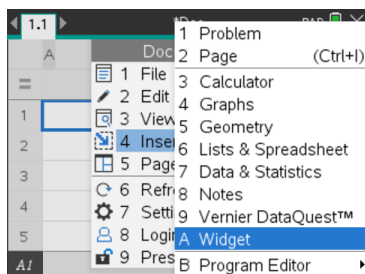 1.1
A
=
1
2
3
4
5
A1
Doc
1 File
2 Edit
3 View
4 Inser
5 Page
6 Refr
7 Setti
8 Logi
9 Pres
1 Problem
2 Page (Ctrl+I)
3 Calculator
4 Graphs
5 Geometry
6 Lists & Spreadsheet
7 Data & Statistics
8 Notes
9 Vernier DataQuest™
A Widget
B Program Editor